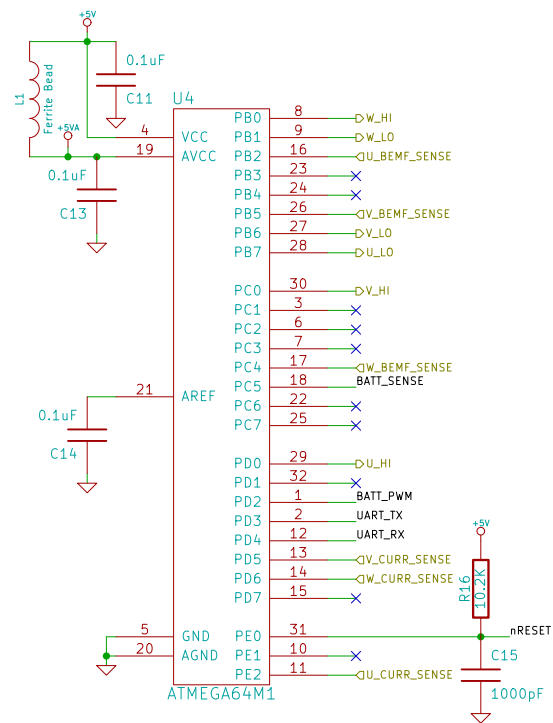 +5V
0.1uF
C11
L1
Ferrite Bead
+5VA
0.1uF
C13
U4
4 VCC
19 AVCC
PB0 8 W_HI
PB1 9 W_LO
PB2 16 U_BEMF_SENSE
PB3 23
PB4 24
PB5 26 V_BEMF_SENSE
PB6 27 V_LO
PB7 28 U_LO
PC0 30 V_HI
PC1 3
PC2 6
PC3 7
PC4 17 W_BEMF_SENSE
PC5 18 BATT_SENSE
PC6 22
PC7 25
21 AREF
0.1uF
C14
PD0 29 U_HI
PD1 32
PD2 1 BATT_PWM
PD3 2 UART_TX
PD4 12 UART_RX
PD5 13 V_CURR_SENSE
PD6 14 W_CURR_SENSE
PD7 15
+5V
R16
10.2K
5 GND
20 AGND
PE0 31 nRESET
PE1 10
PE2 11 U_CURR_SENSE
C15
1000pF
ATMEGA64M1